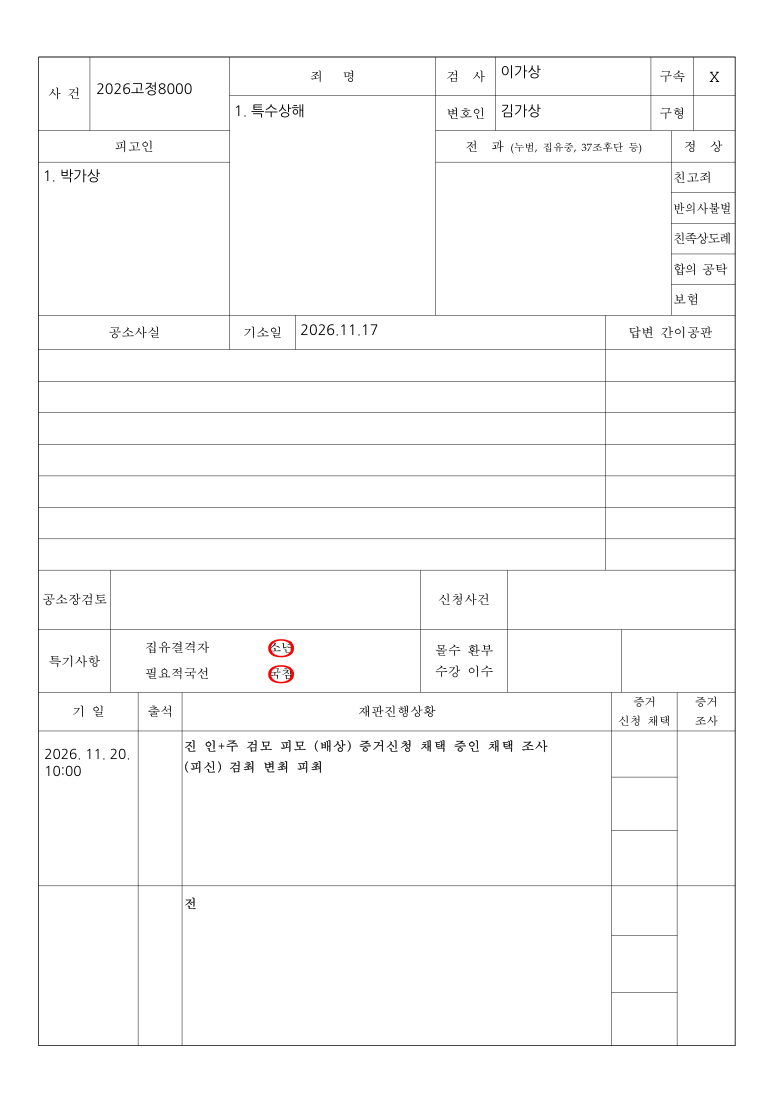 사 건
2026고정8000
죄 명
검 사
이가상
구속
X
1. 특수상해
변호인
김가상
구형
피고인
전 과 (누범, 집유중, 37조후단 등)
정 상
1. 박가상
친고죄
반의사불벌
친족상도례
합의 공탁
보험
공소사실
기소일
2026.11.17
답변 간이공판
공소장검토
신청사건
특기사항
집유결격자
소년
필요적국선
국참
몰수 환부
수강 이수
기 일
출석
재판진행상황
증거
신청 채택
증거
조사
2026. 11. 20.
10:00
진 인+주 검모 피모 (배상) 증거신청 채택 증인 채택 조사
(피신) 검최 변최 피최
전